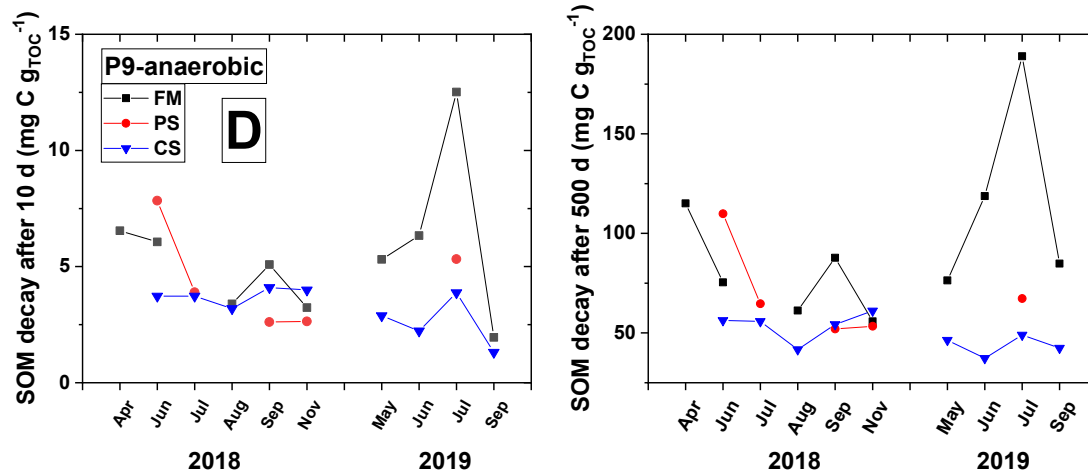 SOM decay after 10 d (mg C g_TOC⁻¹)
15
10
5
0
P9-anaerobic
FM
PS
CS
D
Apr Jun Jul Aug Sep Nov May Jun Jul Sep
2018 2019
SOM decay after 500 d (mg C g_TOC⁻¹)
200
150
100
50
Apr Jun Jul Aug Sep Nov May Jun Jul Sep
2018 2019